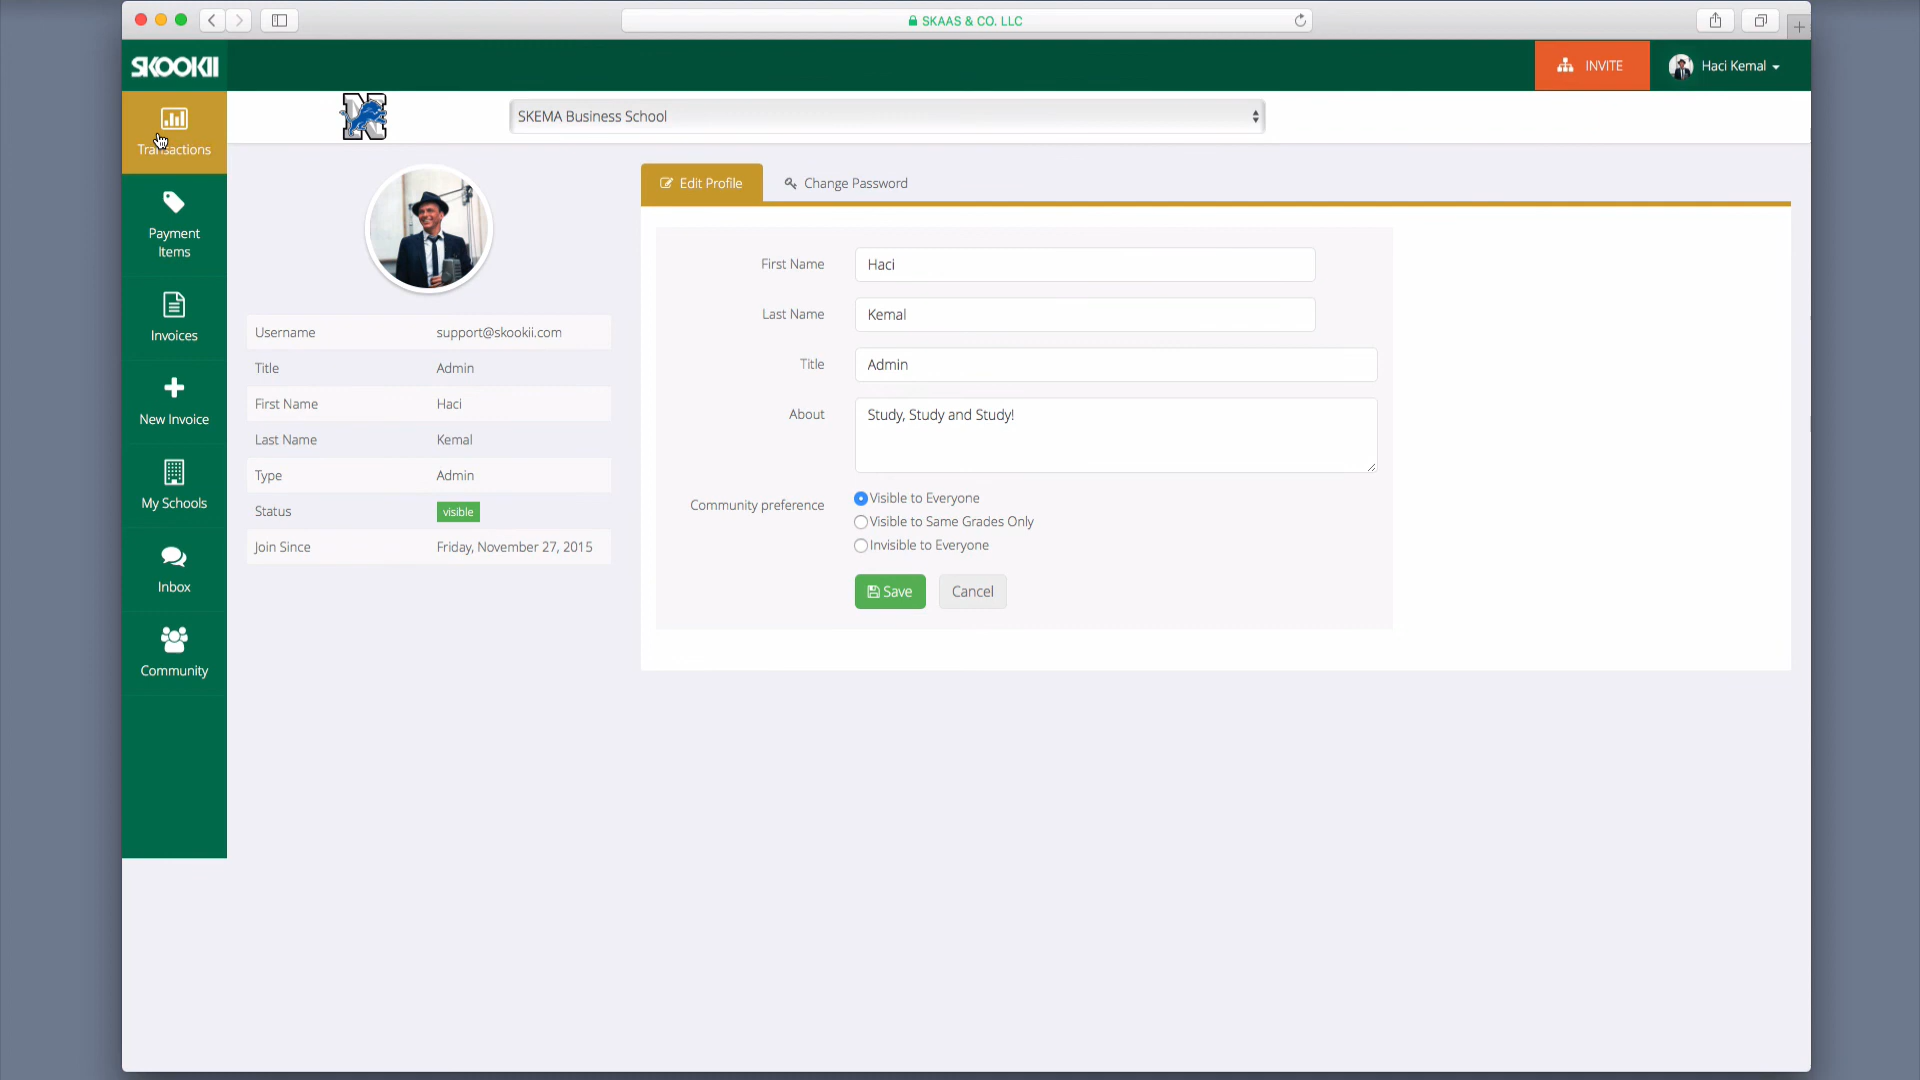 SKAAS & CO. LLC
SKOOKII
INVITE
Haci Kemal
Transactions
Payment
Items
Invoices
New Invoice
My Schools
Inbox
Community
N
SKEMA Business School
Username support@skookii.com
Title Admin
First Name Haci
Last Name Kemal
Type Admin
Status visible
Join Since Friday, November 27, 2015
Edit Profile
Change Password
First Name Haci
Last Name Kemal
Title Admin
About Study, Study and Study!
Community preference
Visible to Everyone
Visible to Same Grades Only
Invisible to Everyone
Save
Cancel